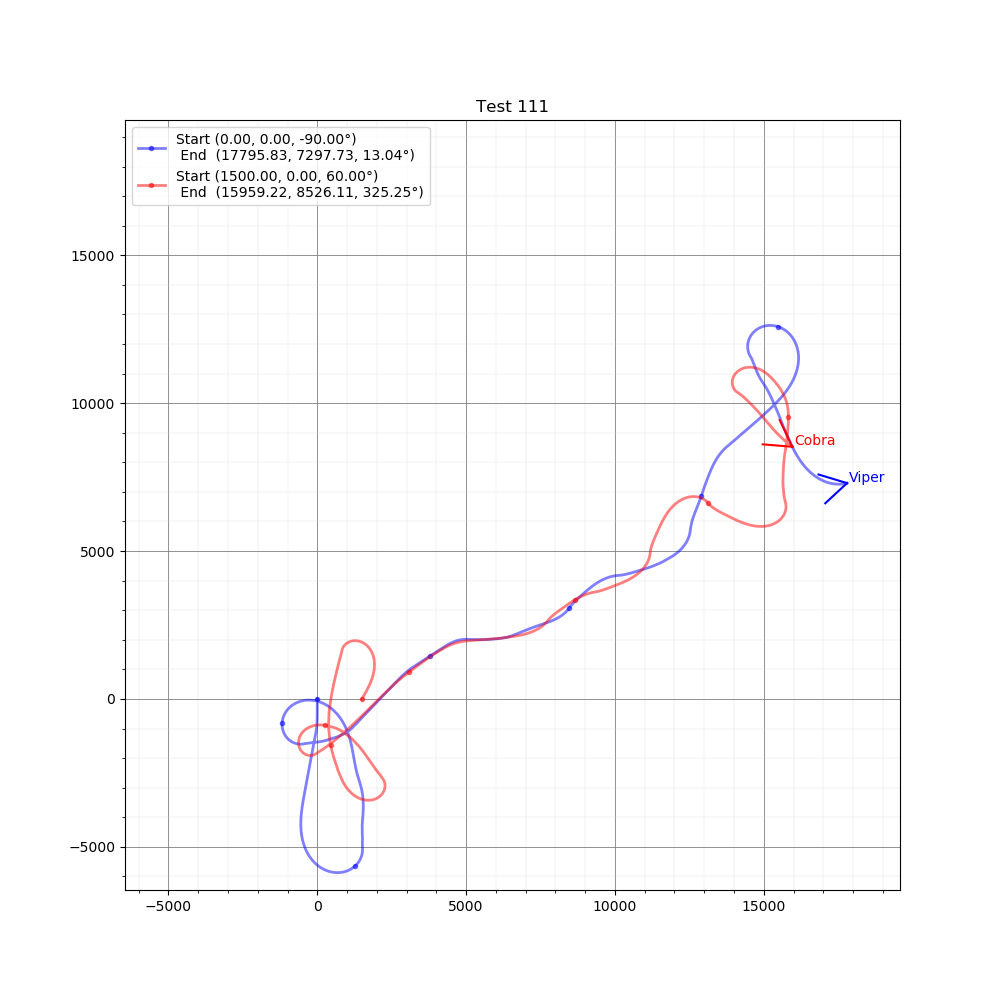 Test 111
Start (0.00, 0.00, -90.00°)
End (17795.83, 7297.73, 13.04°)
Start (1500.00, 0.00, 60.00°)
End (15959.22, 8526.11, 325.25°)
15000
10000
Cobra
Viper
5000
0
−5000
−5000
0
5000
10000
15000